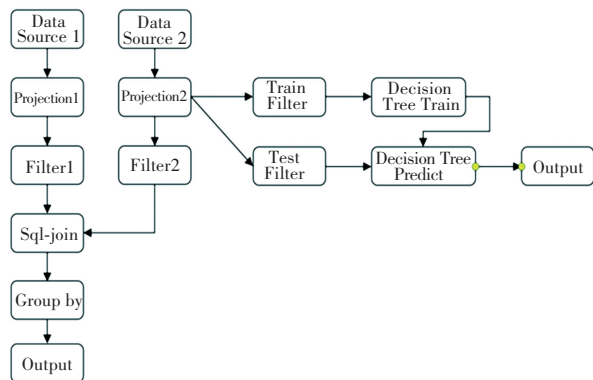 Data
Source 1
Data
Source 2
Projection1
Projection2
Train
Filter
Decision
Tree Train
Filter1
Filter2
Test
Filter
Decision Tree
Predict
Output
Sql-join
Group by
Output